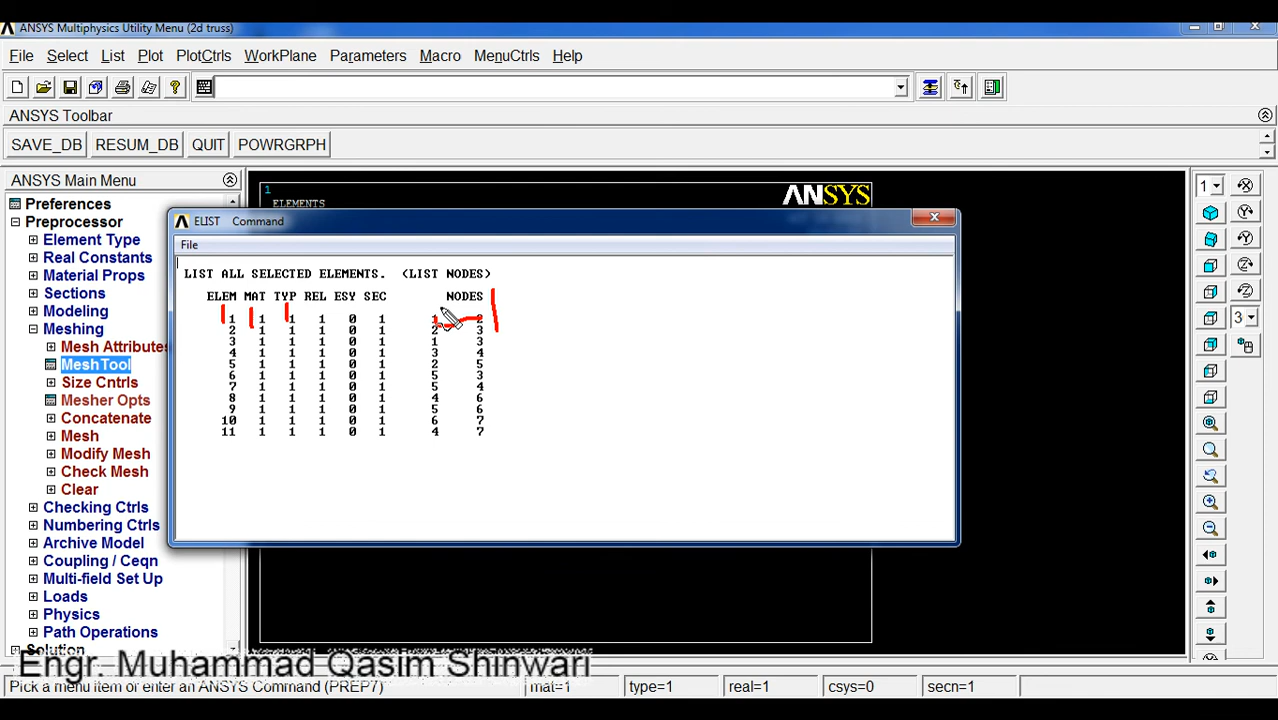 ANSYS Multiphysics Utility Menu (2d truss)
File Select List Plot PlotCtrls WorkPlane Parameters Macro MenuCtrls Help
ANSYS Toolbar
SAVE_DB RESUM_DB QUIT POWRGRPH
ANSYS Main Menu
Preferences
Preprocessor
Element Type
Real Constants
Material Props
Sections
Modeling
Meshing
Mesh Attributes
MeshTool
Size Cntrls
Mesher Opts
Concatenate
Mesh
Modify Mesh
Check Mesh
Clear
Checking Ctrls
Numbering Ctrls
Archive Model
Coupling / Ceqn
Multi-field Set Up
Loads
Physics
Path Operations
Solution
1
ELEMENTS
ANSYS
ELIST Command
File
LIST ALL SELECTED ELEMENTS. (LIST NODES)
ELEM MAT TYP REL ESY SEC NODES
1 1 1 1 0 1 1 2
2 1 1 1 0 1 2 3
3 1 1 1 0 1 1 3
4 1 1 1 0 1 3 4
5 1 1 1 0 1 2 5
6 1 1 1 0 1 5 3
7 1 1 1 0 1 5 4
8 1 1 1 0 1 4 6
9 1 1 1 0 1 5 6
10 1 1 1 0 1 6 7
11 1 1 1 0 1 4 7
1
3
Engr. Muhammad Qasim Shinwari
Pick a menu item or enter an ANSYS Command (PREP7) mat=1 type=1 real=1 csys=0 secn=1